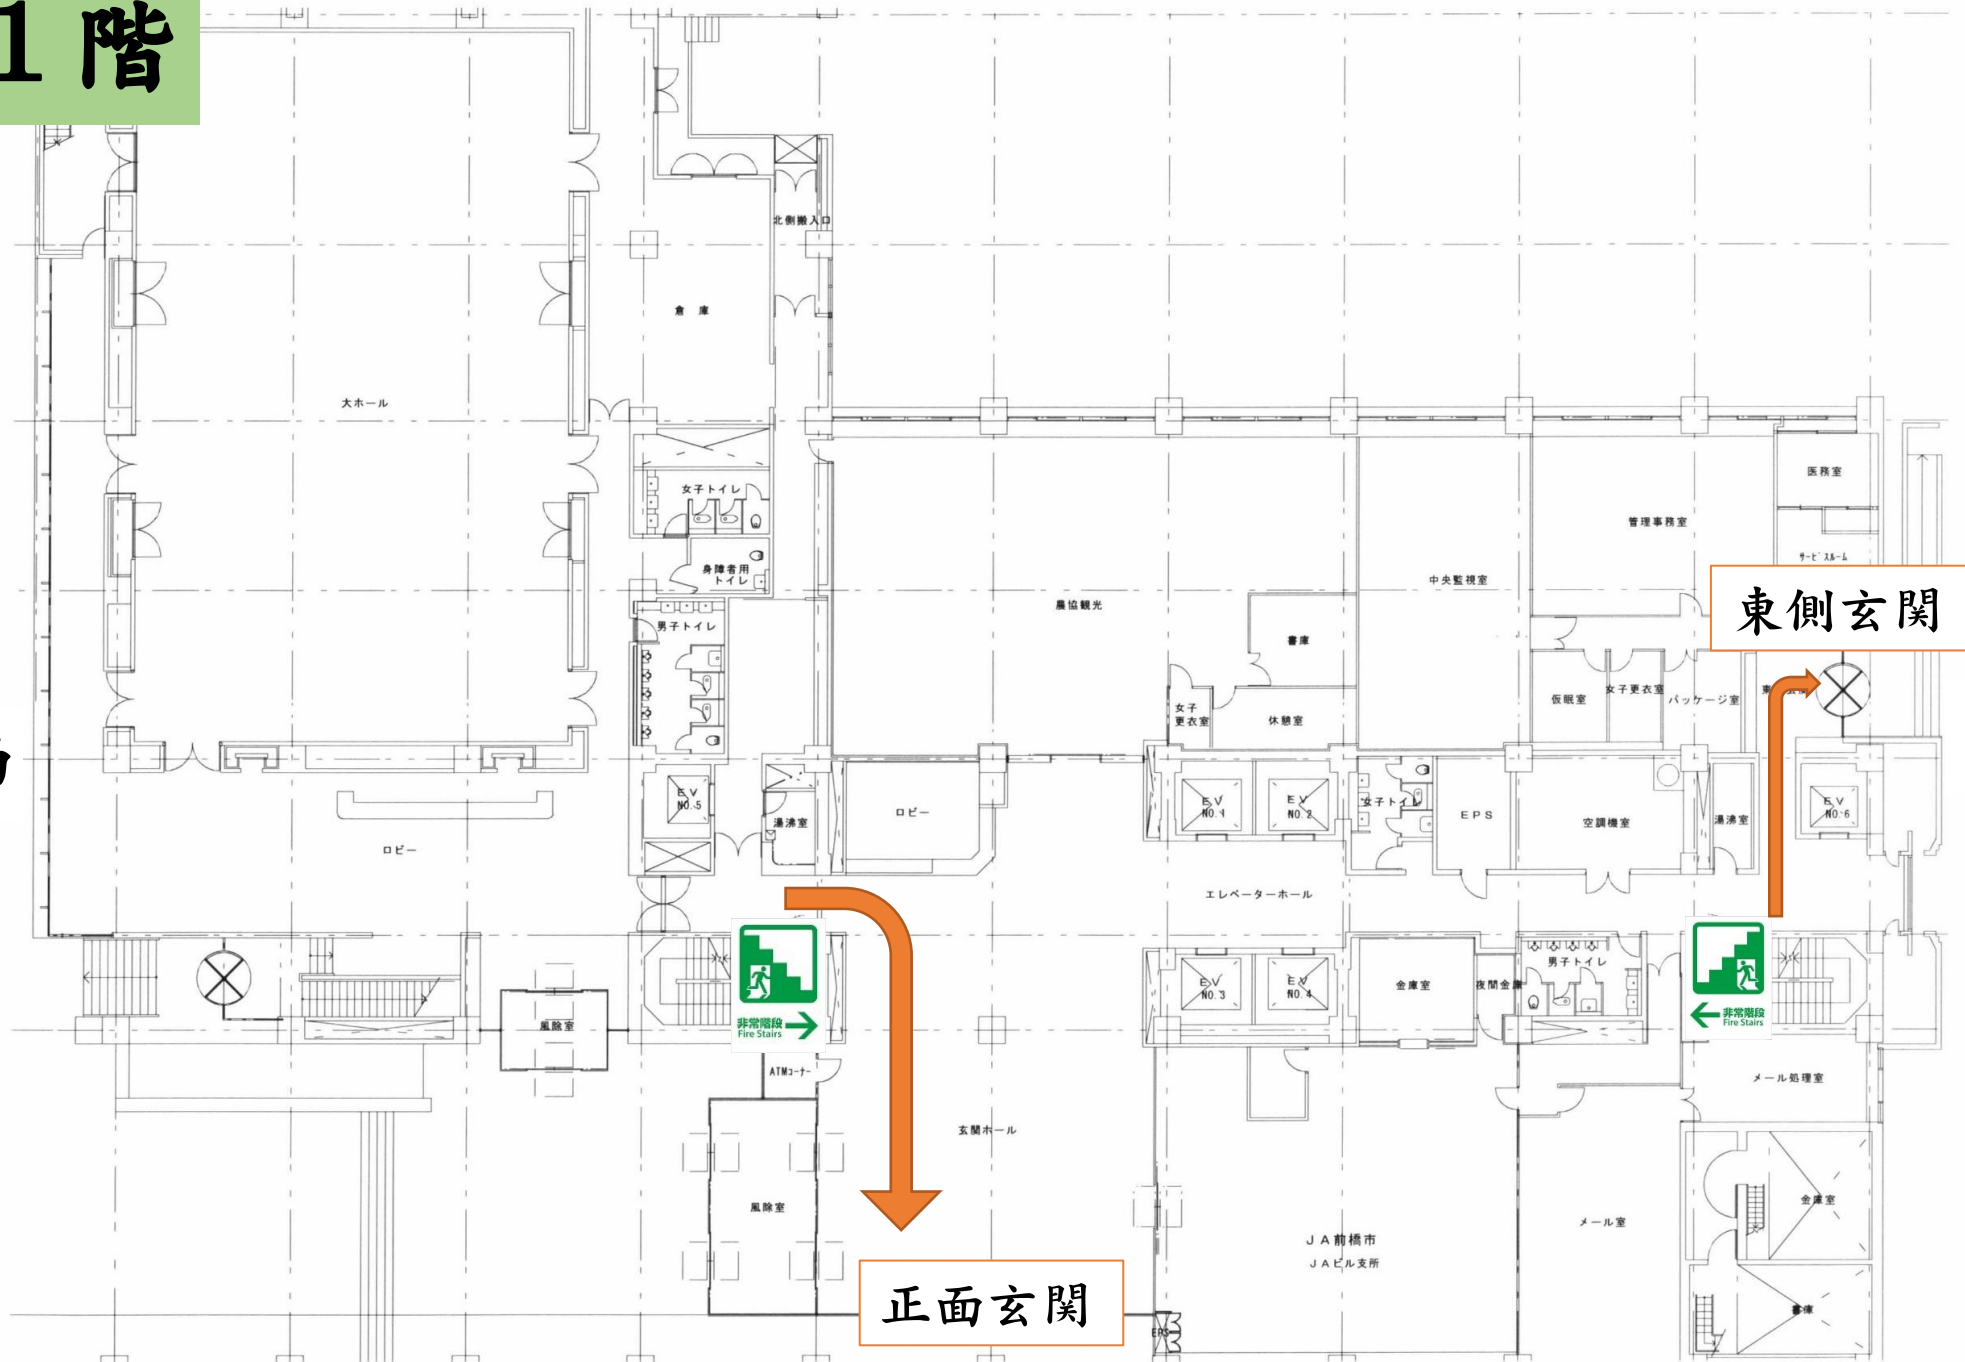 1階
北側搬入口
倉 庫
大ホール
女子トイレ
身障者用
トイレ
男子トイレ
医務室
管理事務室
サービスルーム
中央監視室
農協観光
書庫
東側玄関
仮眠室
女子更衣室
パッケージ室
女子
更衣室
休憩室
EV
NO.5
湯沸室
ロビー
EV
NO.1
EV
NO.2
女子トイレ
EPS
空調機室
湯沸室
EV
NO.6
ロビー
エレベーターホール
非常階段
Fire Stairs
EV
NO.3
EV
NO.4
金庫室
夜間金庫
男子トイレ
非常階段
Fire Stairs
風除室
ATMコーナー
メール処理室
玄関ホール
風除室
金庫室
メール室
JA前橋市
JAビル支所
正面玄関
書庫
EPS